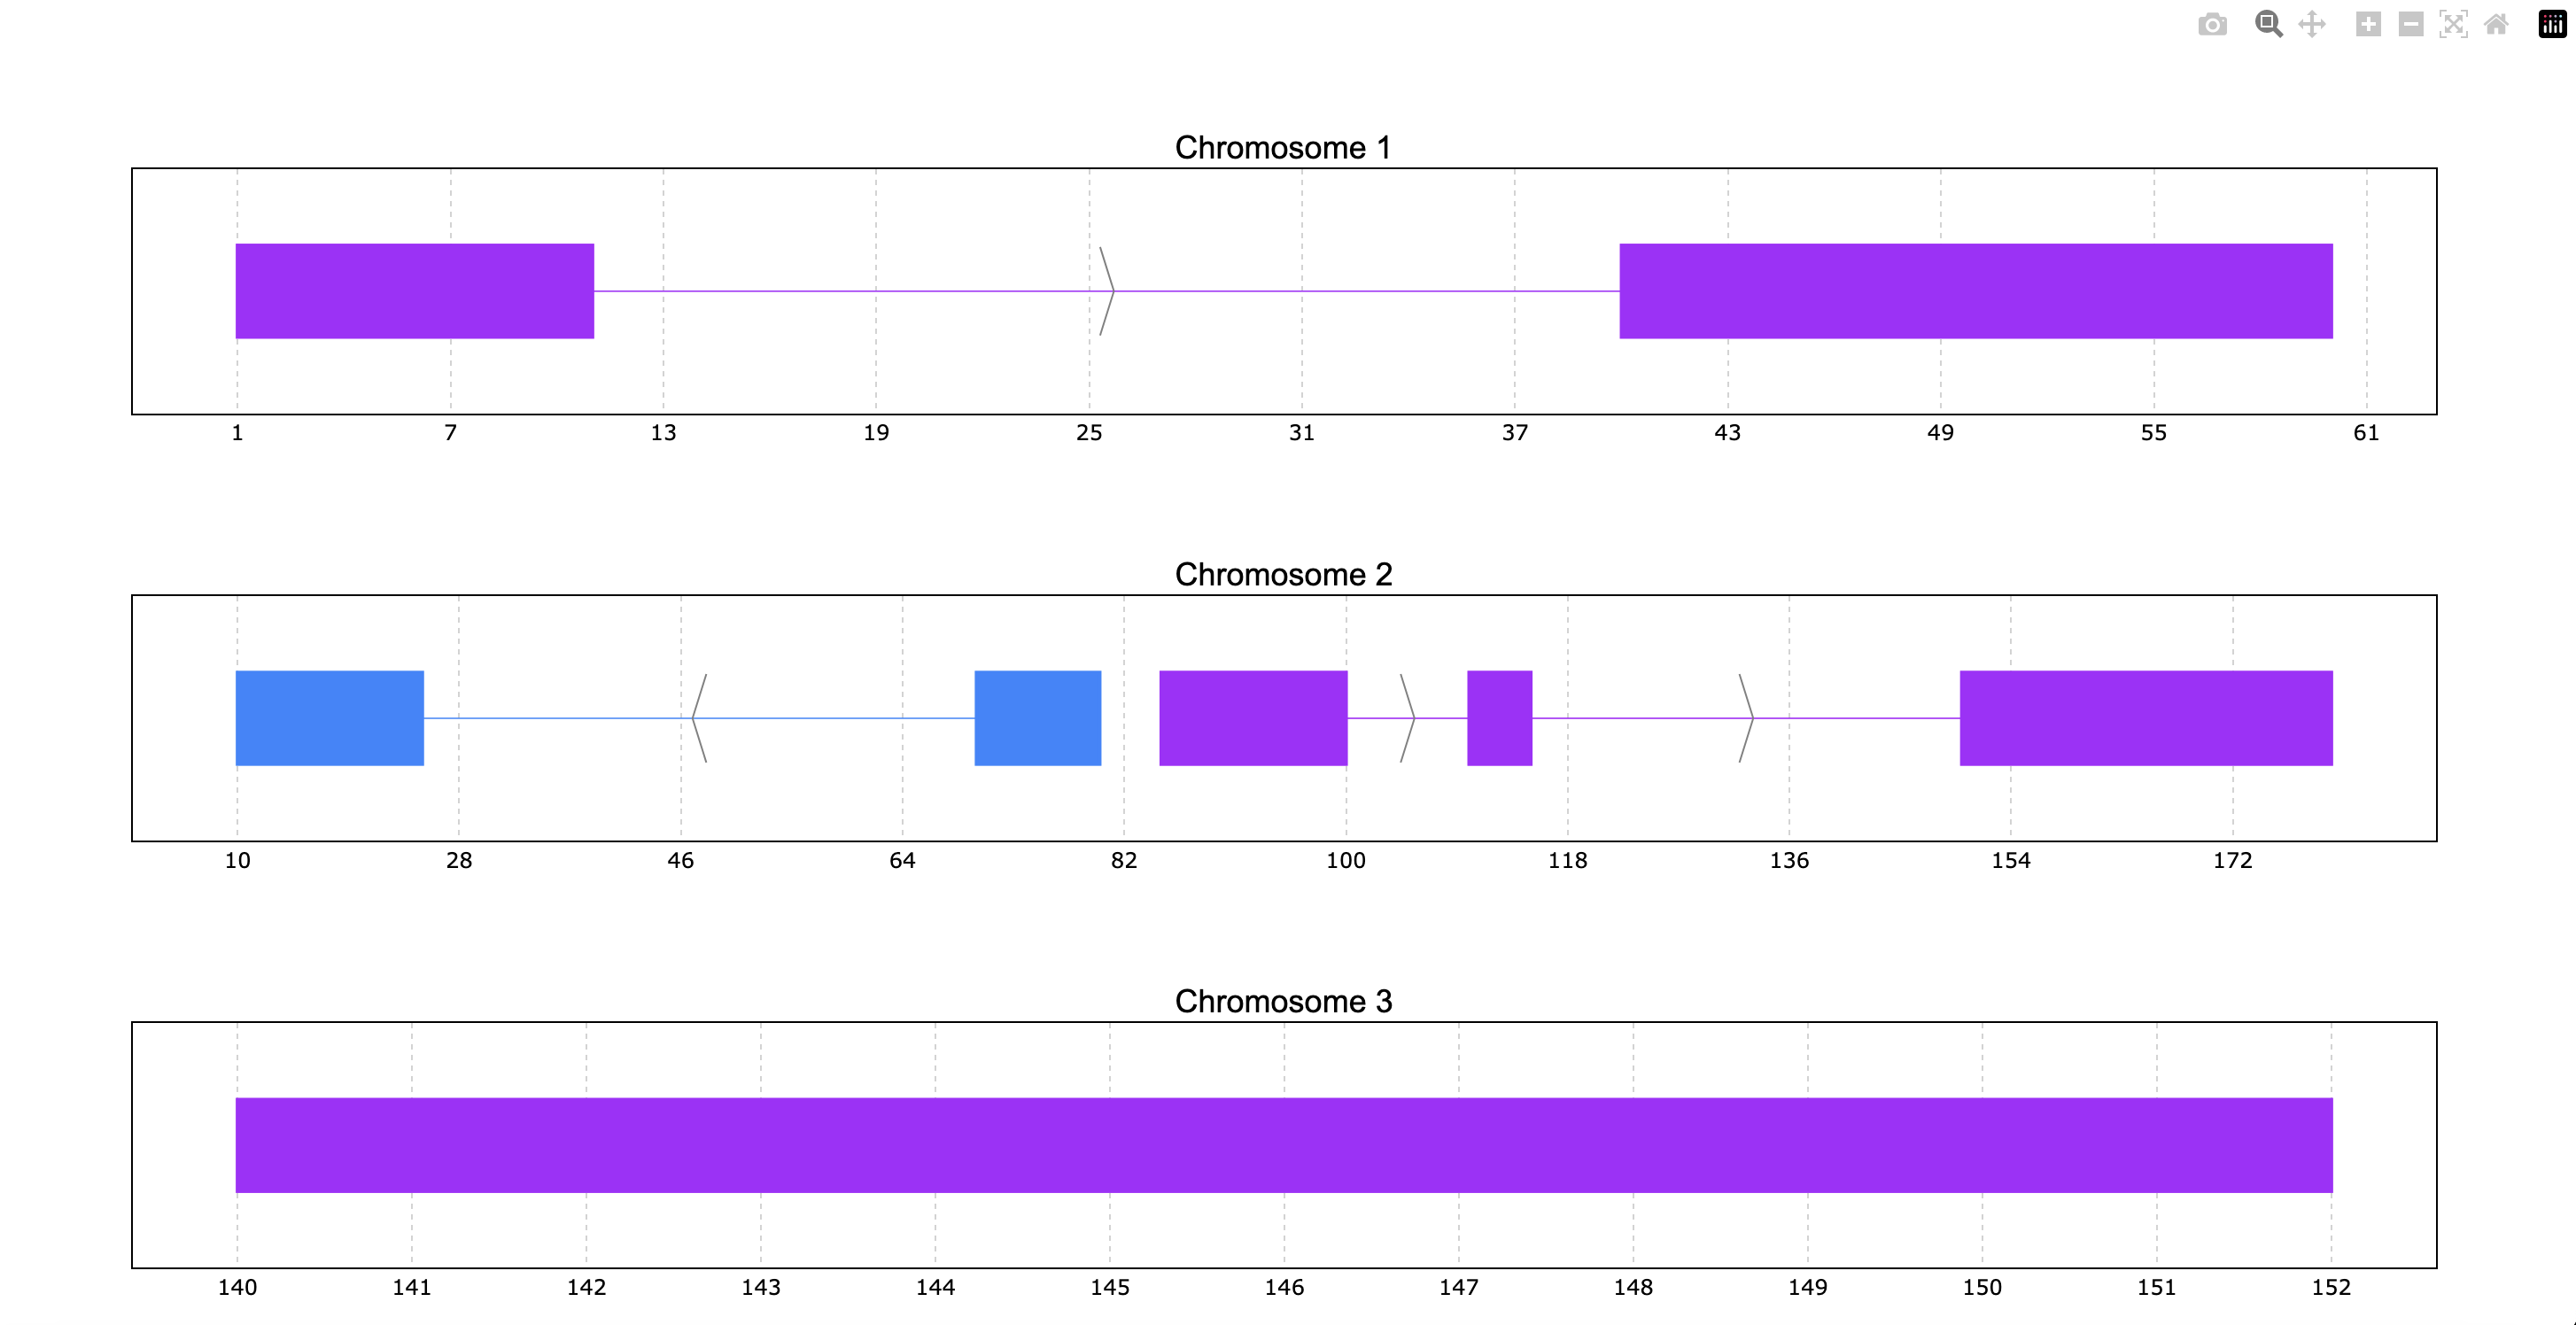 Chromosome 1
1 7 13 19 25 31 37 43 49 55 61
Chromosome 2
10 28 46 64 82 100 118 136 154 172
Chromosome 3
140 141 142 143 144 145 146 147 148 149 150 151 152